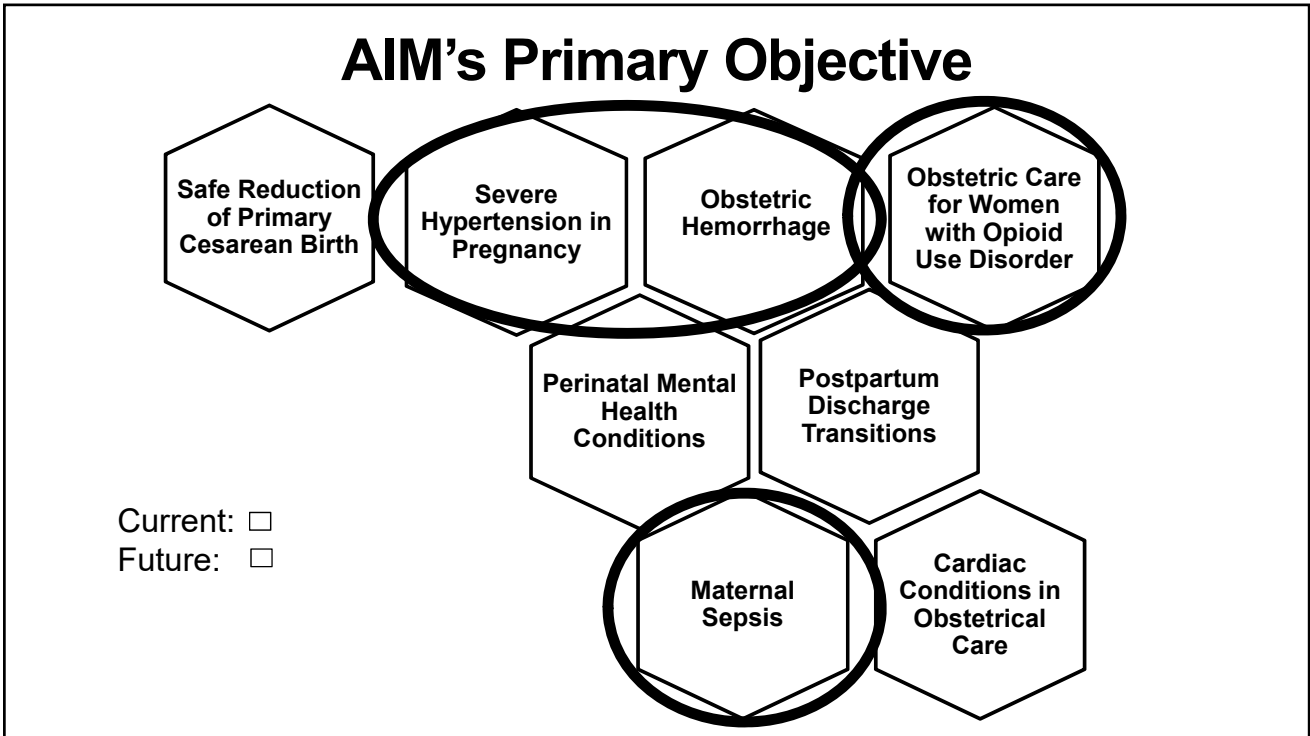 AIM’s Primary Objective
Safe Reduction
of Primary
Cesarean Birth
Severe
Hypertension in
Pregnancy
Obstetric
Hemorrhage
Obstetric Care
for Women
with Opioid
Use Disorder
Perinatal Mental
Health
Conditions
Postpartum
Discharge
Transitions
Current: □
Future: □
Maternal
Sepsis
Cardiac
Conditions in
Obstetrical
Care